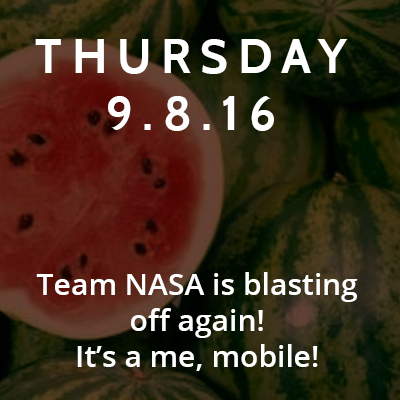 THURSDAY
9.8.16
Team NASA is blasting
off again!
It’s a me, mobile!